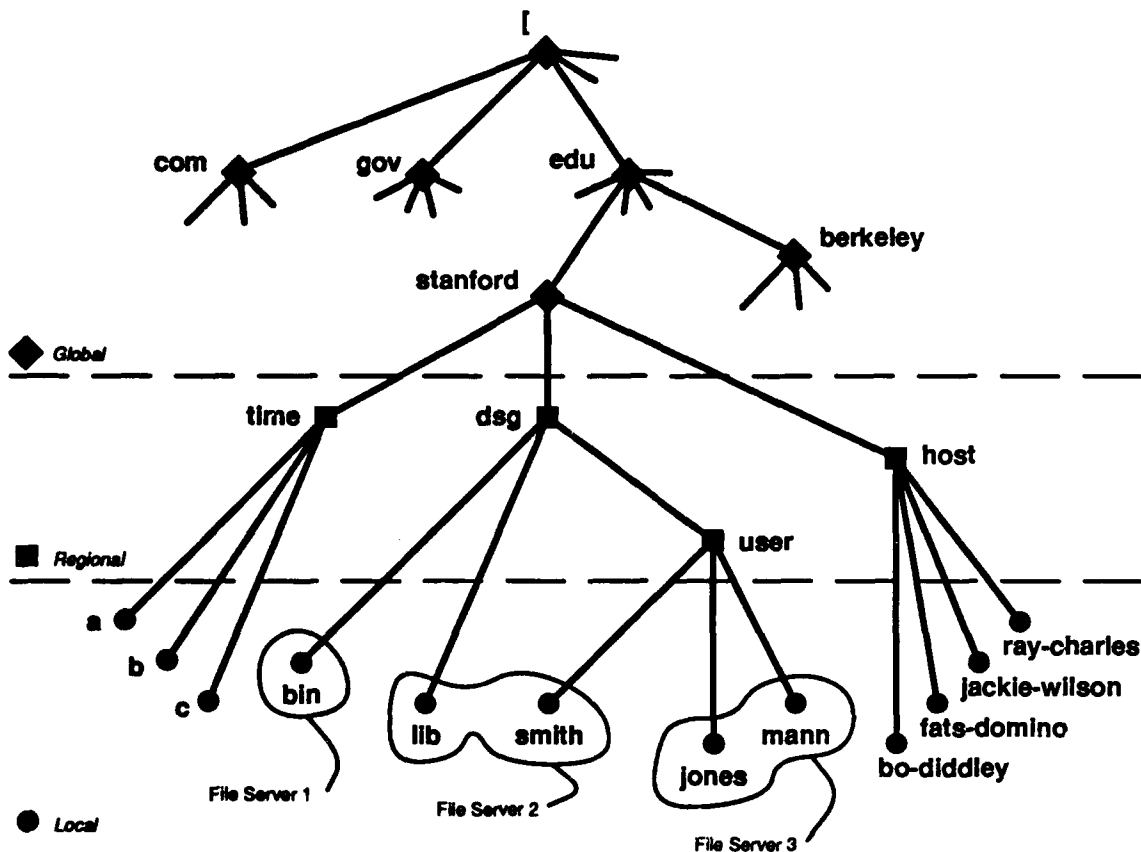 [
com
gov
edu
berkeley
stanford
Global
time
dsg
host
user
Regional
a
b
c
bin
lib
smith
jones
mann
ray-charles
jackie-wilson
fats-domino
bo-diddley
File Server 1
File Server 2
File Server 3
Local